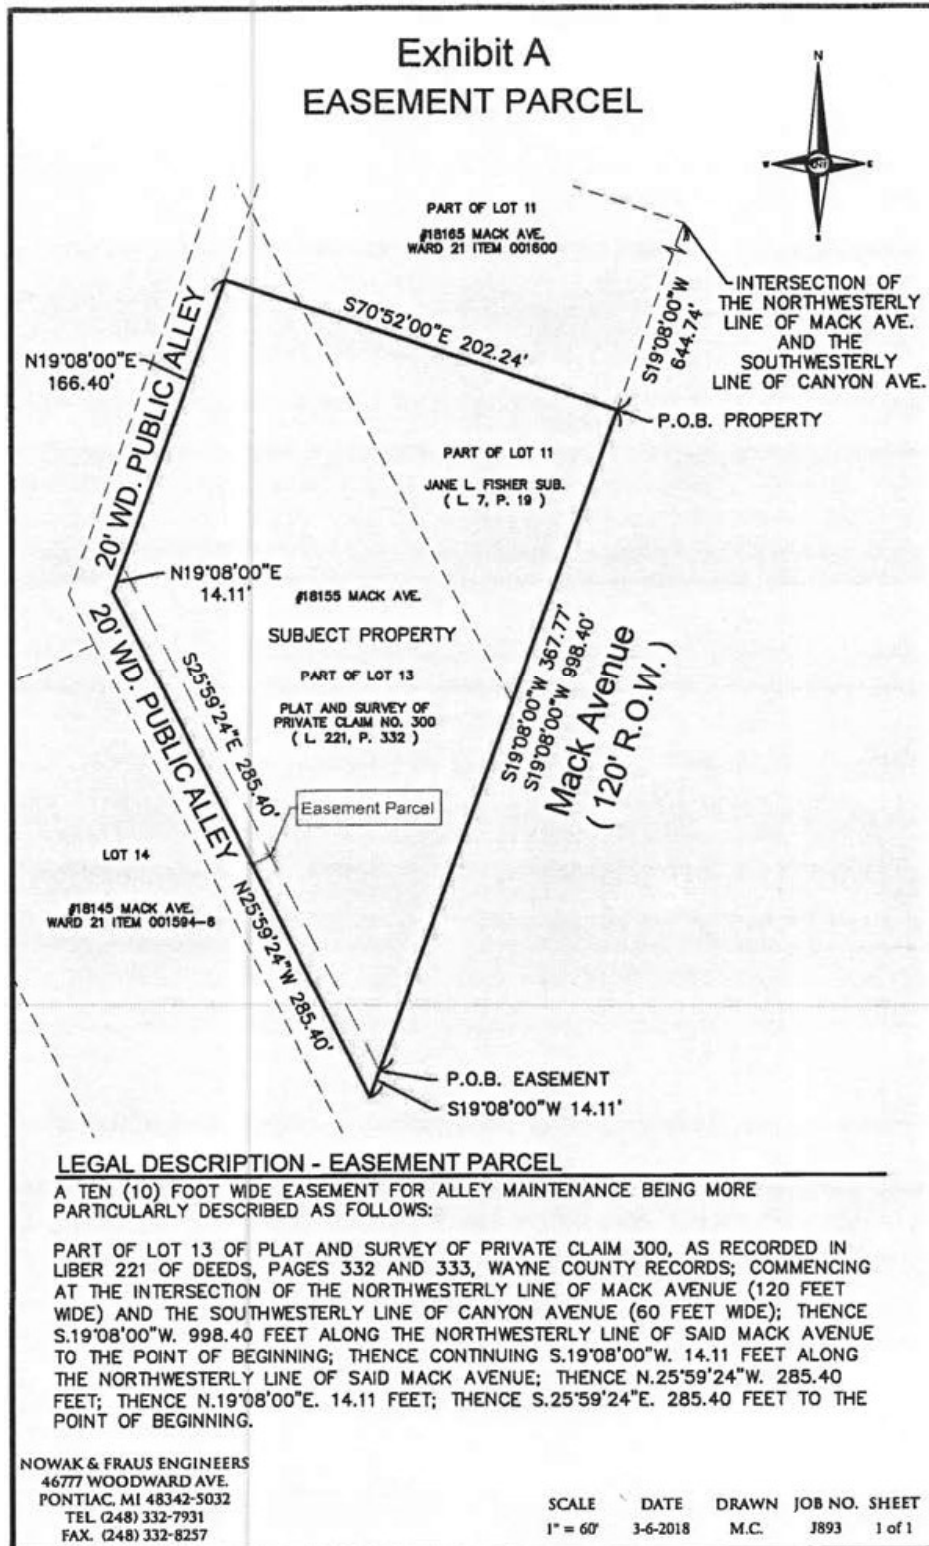 Exhibit A
EASEMENT PARCEL
N
W
E
S
PART OF LOT 11
#18165 MACK AVE.
WARD 21 ITEM 001600
INTERSECTION OF
THE NORTHWESTERLY
LINE OF MACK AVE.
AND THE
SOUTHWESTERLY
LINE OF CANYON AVE.
S19°08'00"W
644.74'
S70°52'00"E 202.24'
P.O.B. PROPERTY
N19°08'00"E
166.40'
20' WD. PUBLIC ALLEY
PART OF LOT 11
JANE L. FISHER SUB.
( L. 7, P. 19 )
N19°08'00"E
14.11'
#18155 MACK AVE.
SUBJECT PROPERTY
PART OF LOT 13
PLAT AND SURVEY OF
PRIVATE CLAIM NO. 300
( L. 221, P. 332 )
S19°08'00"W 367.77'
S19°08'00"W 998.40'
Mack Avenue
( 120' R.O.W. )
20' WD. PUBLIC ALLEY
S25°59'24"E 285.40'
Easement Parcel
LOT 14
#18145 MACK AVE.
WARD 21 ITEM 001594-8
N25°59'24"W 285.40'
P.O.B. EASEMENT
S19°08'00"W 14.11'
LEGAL DESCRIPTION - EASEMENT PARCEL
A TEN (10) FOOT WIDE EASEMENT FOR ALLEY MAINTENANCE BEING MORE
PARTICULARLY DESCRIBED AS FOLLOWS:
PART OF LOT 13 OF PLAT AND SURVEY OF PRIVATE CLAIM 300, AS RECORDED IN
LIBER 221 OF DEEDS, PAGES 332 AND 333, WAYNE COUNTY RECORDS; COMMENCING
AT THE INTERSECTION OF THE NORTHWESTERLY LINE OF MACK AVENUE (120 FEET
WIDE) AND THE SOUTHWESTERLY LINE OF CANYON AVENUE (60 FEET WIDE); THENCE
S.19°08'00"W. 998.40 FEET ALONG THE NORTHWESTERLY LINE OF SAID MACK AVENUE
TO THE POINT OF BEGINNING; THENCE CONTINUING S.19°08'00"W. 14.11 FEET ALONG
THE NORTHWESTERLY LINE OF SAID MACK AVENUE; THENCE N.25°59'24"W. 285.40
FEET; THENCE N.19°08'00"E. 14.11 FEET; THENCE S.25°59'24"E. 285.40 FEET TO THE
POINT OF BEGINNING.
NOWAK & FRAUS ENGINEERS
46777 WOODWARD AVE.
PONTIAC, MI 48342-5032
TEL. (248) 332-7931
FAX. (248) 332-8257
SCALE DATE DRAWN JOB NO. SHEET
1" = 60' 3-6-2018 M.C. J893 1 of 1